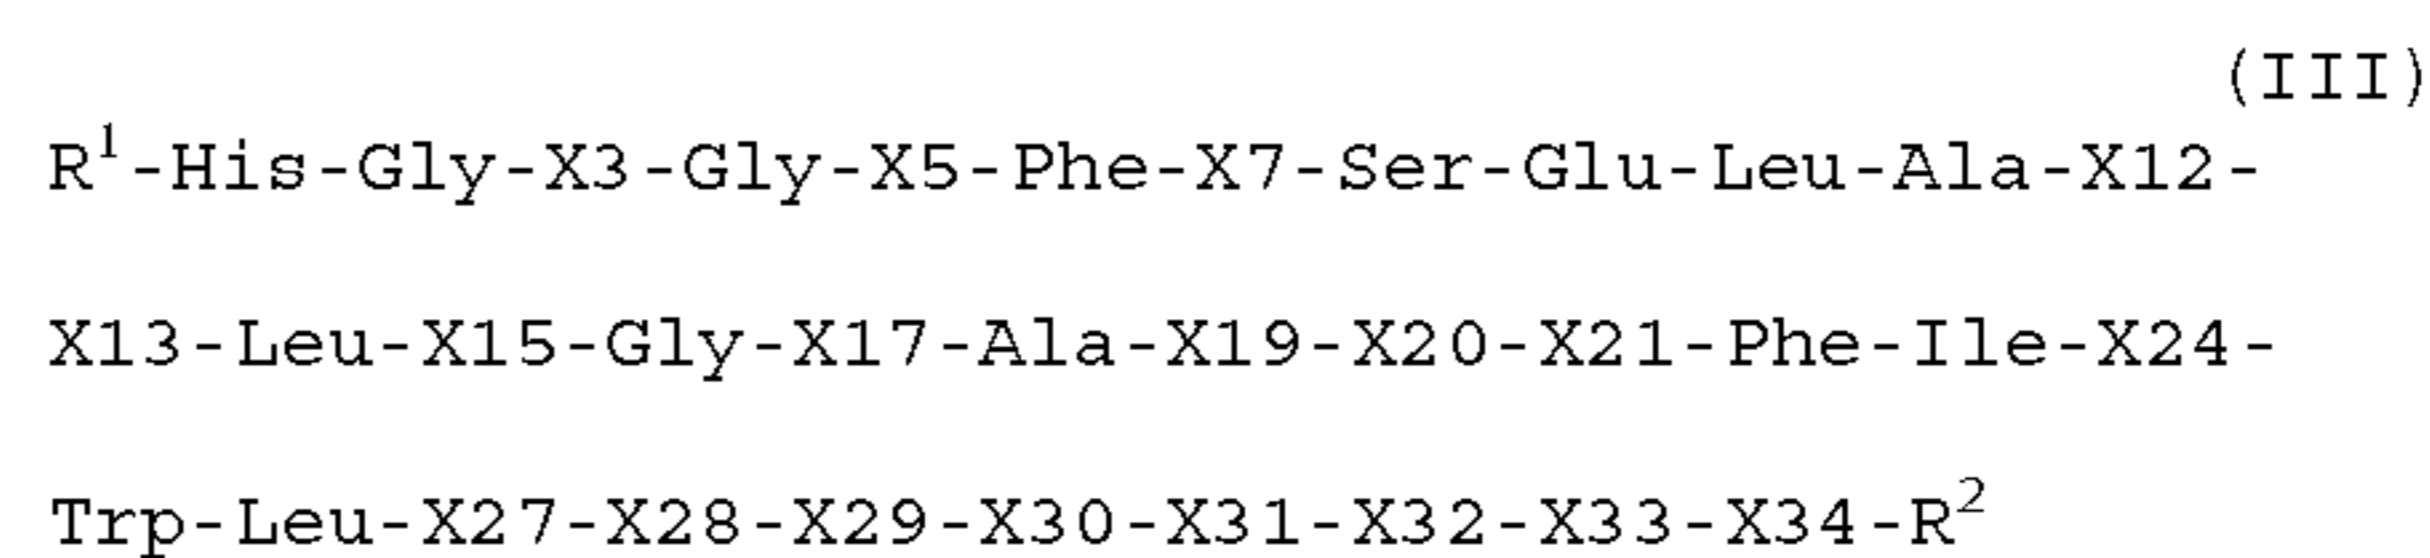 (III)
R¹-His-Gly-X3-Gly-X5-Phe-X7-Ser-Glu-Leu-Ala-X12-
X13-Leu-X15-Gly-X17-Ala-X19-X20-X21-Phe-Ile-X24-
Trp-Leu-X27-X28-X29-X30-X31-X32-X33-X34-R²